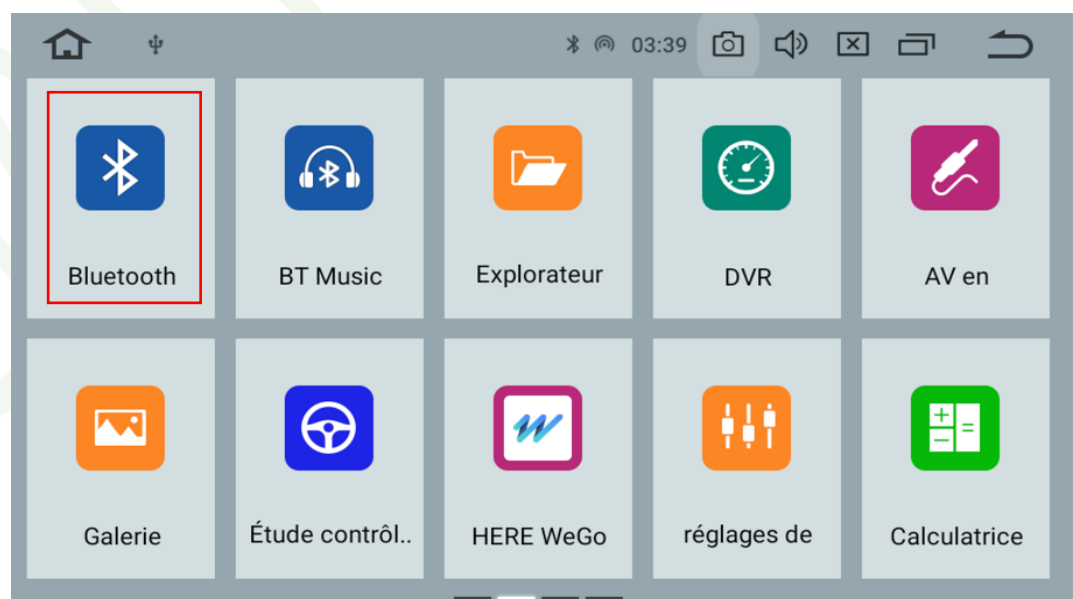 03:39
Bluetooth
BT Music
Explorateur
DVR
AV en
Galerie
Étude contrôl..
HERE WeGo
réglages de
Calculatrice